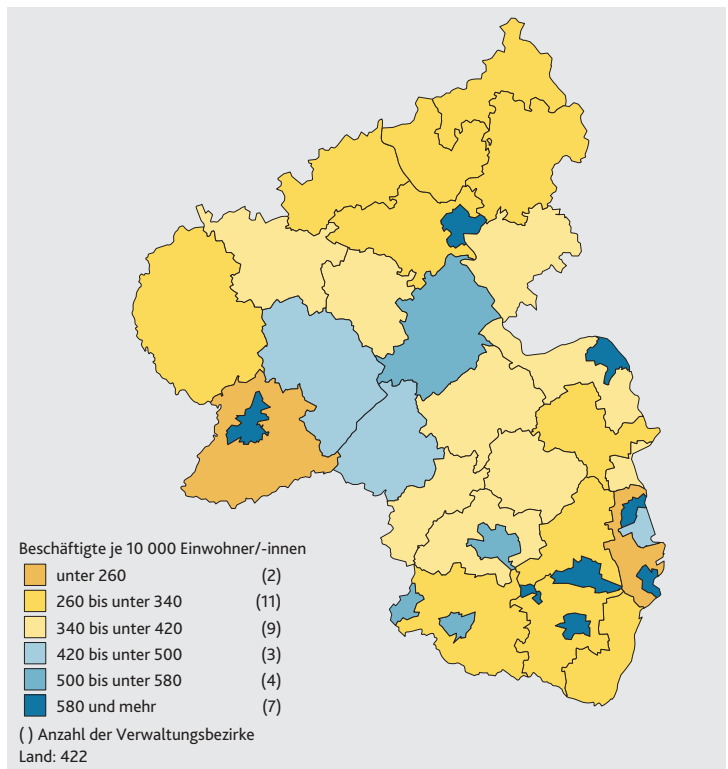 Beschäftigte je 10 000 Einwohner/-innen
unter 260 (2)
260 bis unter 340 (11)
340 bis unter 420 (9)
420 bis unter 500 (3)
500 bis unter 580 (4)
580 und mehr (7)
( ) Anzahl der Verwaltungsbezirke
Land: 422